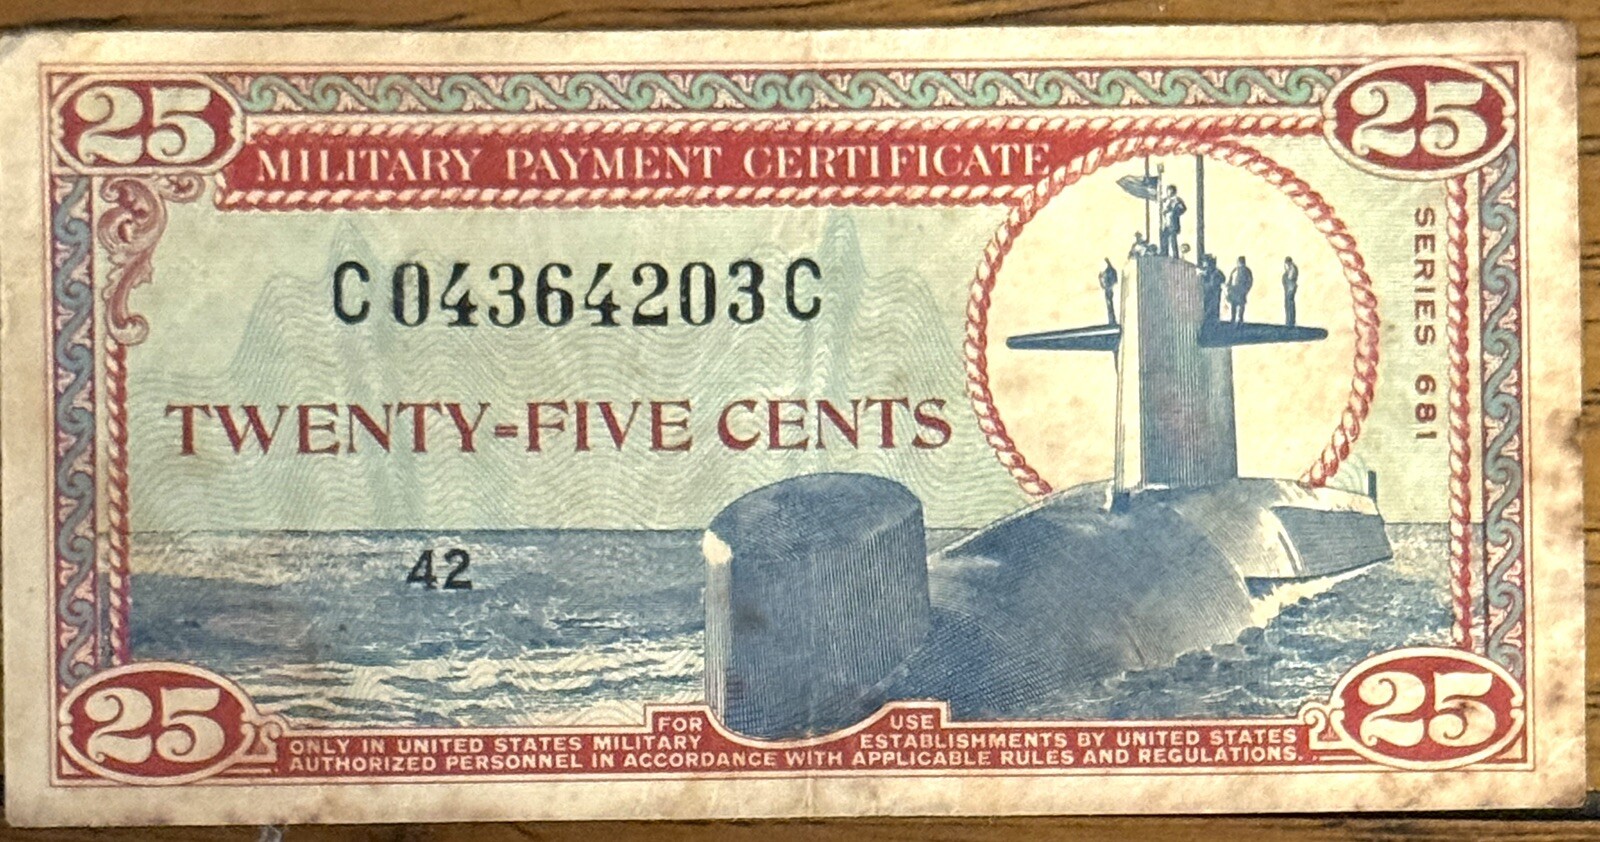 25 25
MILITARY PAYMENT CERTIFICATE
SERIES 681
C04364203C
TWENTY-FIVE CENTS
42
25 25
FOR USE
ONLY IN UNITED STATES MILITARY ESTABLISHMENTS BY UNITED STATES
AUTHORIZED PERSONNEL IN ACCORDANCE WITH APPLICABLE RULES AND REGULATIONS.